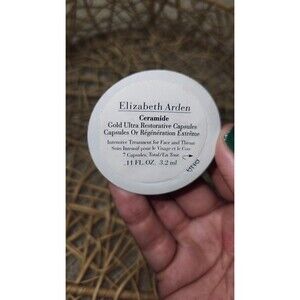 Elizabeth Arden
Ceramide
Gold Ultra Restorative Capsules
Capsules Or Régénération Extrême
Intensive Treatment for Face and Throat
Soin Intensif pour le Visage et le Cou
7 Capsules, Total/En Tout
.11 FL. OZ. 3.2 ml